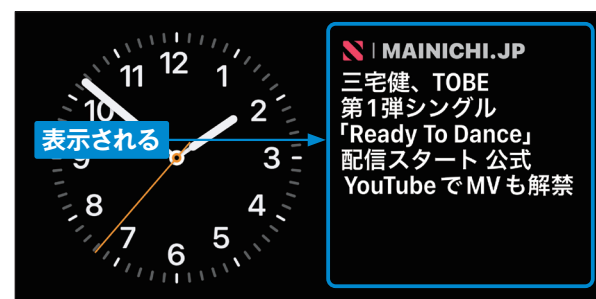 12
1
2
3
4
5
6
7
8
9
10
11
表示される
MAINICHI.JP
三宅健、TOBE
第1弾シングル
「Ready To Dance」
配信スタート 公式
YouTubeでMVも解禁